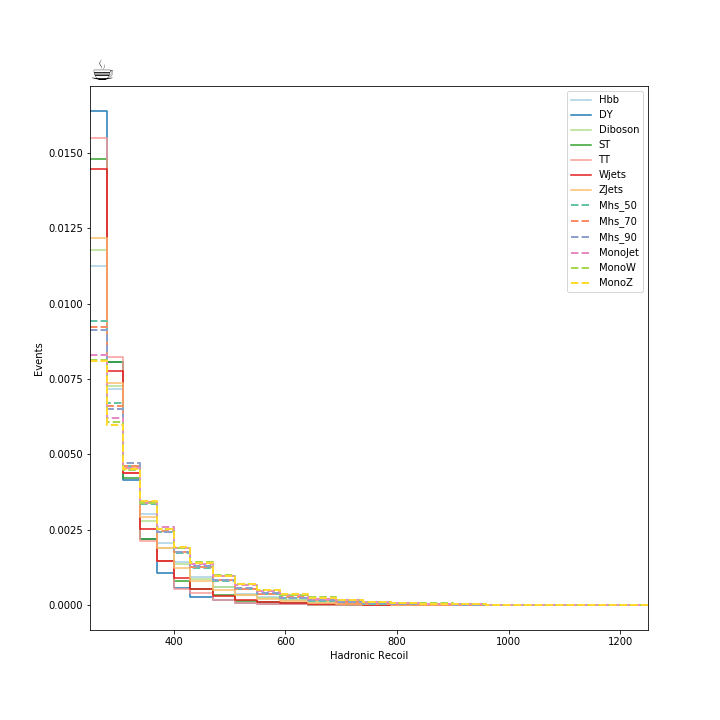 ☕
Hbb
DY
Diboson
ST
TT
Wjets
ZJets
Mhs_50
Mhs_70
Mhs_90
MonoJet
MonoW
MonoZ
0.0150
0.0125
0.0100
0.0075
0.0050
0.0025
0.0000
Events
400 600 800 1000 1200
Hadronic Recoil